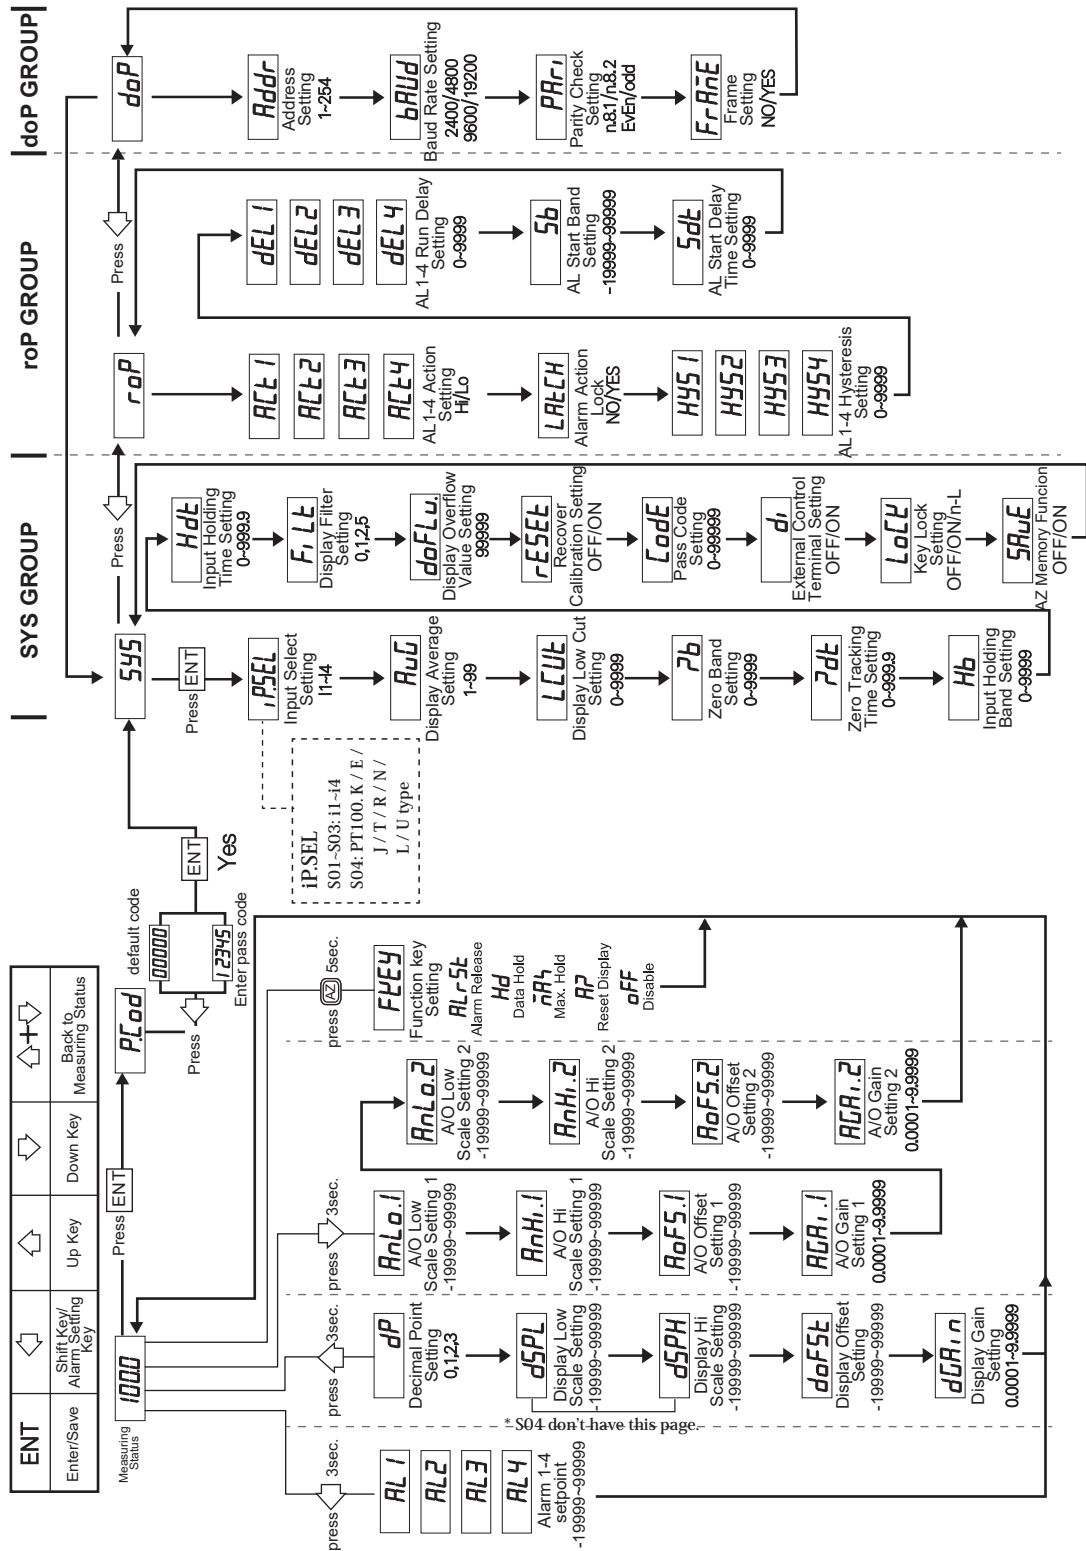 ENT
Enter/Save
Shift Key/
Alarm Setting
Key
Up Key
Down Key
+
Back to
Measuring Status
Measuring
Status
100.0
Press ENT
P.Cod
Press
default code
00000
12345
Enter pass code
ENT
Yes
press 3sec.
AL1
AL2
AL3
AL4
Alarm 1-4
setpoint
-19999~99999
press 3sec.
dP
Decimal Point
Setting
0,1,2,3
dSPL
Display Low
Scale Setting
-19999~99999
dSPH
Display Hi
Scale Setting
-19999~99999
* S04 don't have this page.
doFSt
Display Offset
Setting
-19999~99999
dGAin
Display Gain
Setting
0.0001~9.9999
press 3sec.
AnLo.1
A/O Low
Scale Setting 1
-19999~99999
AnHi.1
A/O Hi
Scale Setting 1
-19999~99999
AoFS.1
A/O Offset
Setting 1
-19999~99999
AGAi.1
A/O Gain
Setting 1
0.0001~9.9999
AnLo.2
A/O Low
Scale Setting 2
-19999~99999
AnHi.2
A/O Hi
Scale Setting 2
-19999~99999
AoFS.2
A/O Offset
Setting 2
-19999~99999
AGAi.2
A/O Gain
Setting 2
0.0001~9.9999
press AZ 5sec.
FKEY
Function key
Setting
ALrSt
Alarm Release
Hd
Data Hold
Max. Hold
Reset Display
oFF
Disable
iP.SEL
S01~S03: i1~i4
S04: PT100. K / E /
J / T / R / N /
L / U type
SYS GROUP
SYS
Press ENT
iP.SEL
Input Select
Setting
I1~I4
AvG
Display Average
Setting
1~99
LCUt
Display Low Cut
Setting
0~9999
Zero Band
Setting
0~9999
Zero Tracking
Time Setting
0~999.9
Hb
Input Holding
Band Setting
0~9999
Hdt
Input Holding
Time Setting
0~999.9
FiLt
Display Filter
Setting
0,1,2,5
doFLv.
Display Overflow
Value Setting
99999
rESEt
Recover
Calibration Setting
OFF/ON
CodE
Pass Code
Setting
0~99999
di
External Control
Terminal Setting
OFF/ON
LoCK
Key Lock
Setting
OFF/ON/n-L
SAvE
AZ Memory Funcion
OFF/ON
Press
roP GROUP
roP
ACt1
ACt2
ACt3
ACt4
AL1-4 Action
Setting
Hi/Lo
LAtCH
Alarm Action
Lock
NO/YES
HYS1
HYS2
HYS3
HYS4
AL1-4 Hysteresis
Setting
0~9999
dEL1
dEL2
dEL3
dEL4
AL1-4 Run Delay
Setting
0~9999
Sb
AL Start Band
Setting
-19999~99999
Sdt
AL Start Delay
Time Setting
0~9999
Press
doP GROUP
doP
Addr
Address
Setting
1~254
bAUd
Baud Rate Setting
2400/4800
9600/19200
PAri
Parity Check
Setting
n.8.1/n.8.2
EvEn/odd
FrAmE
Frame
Setting
NO/YES